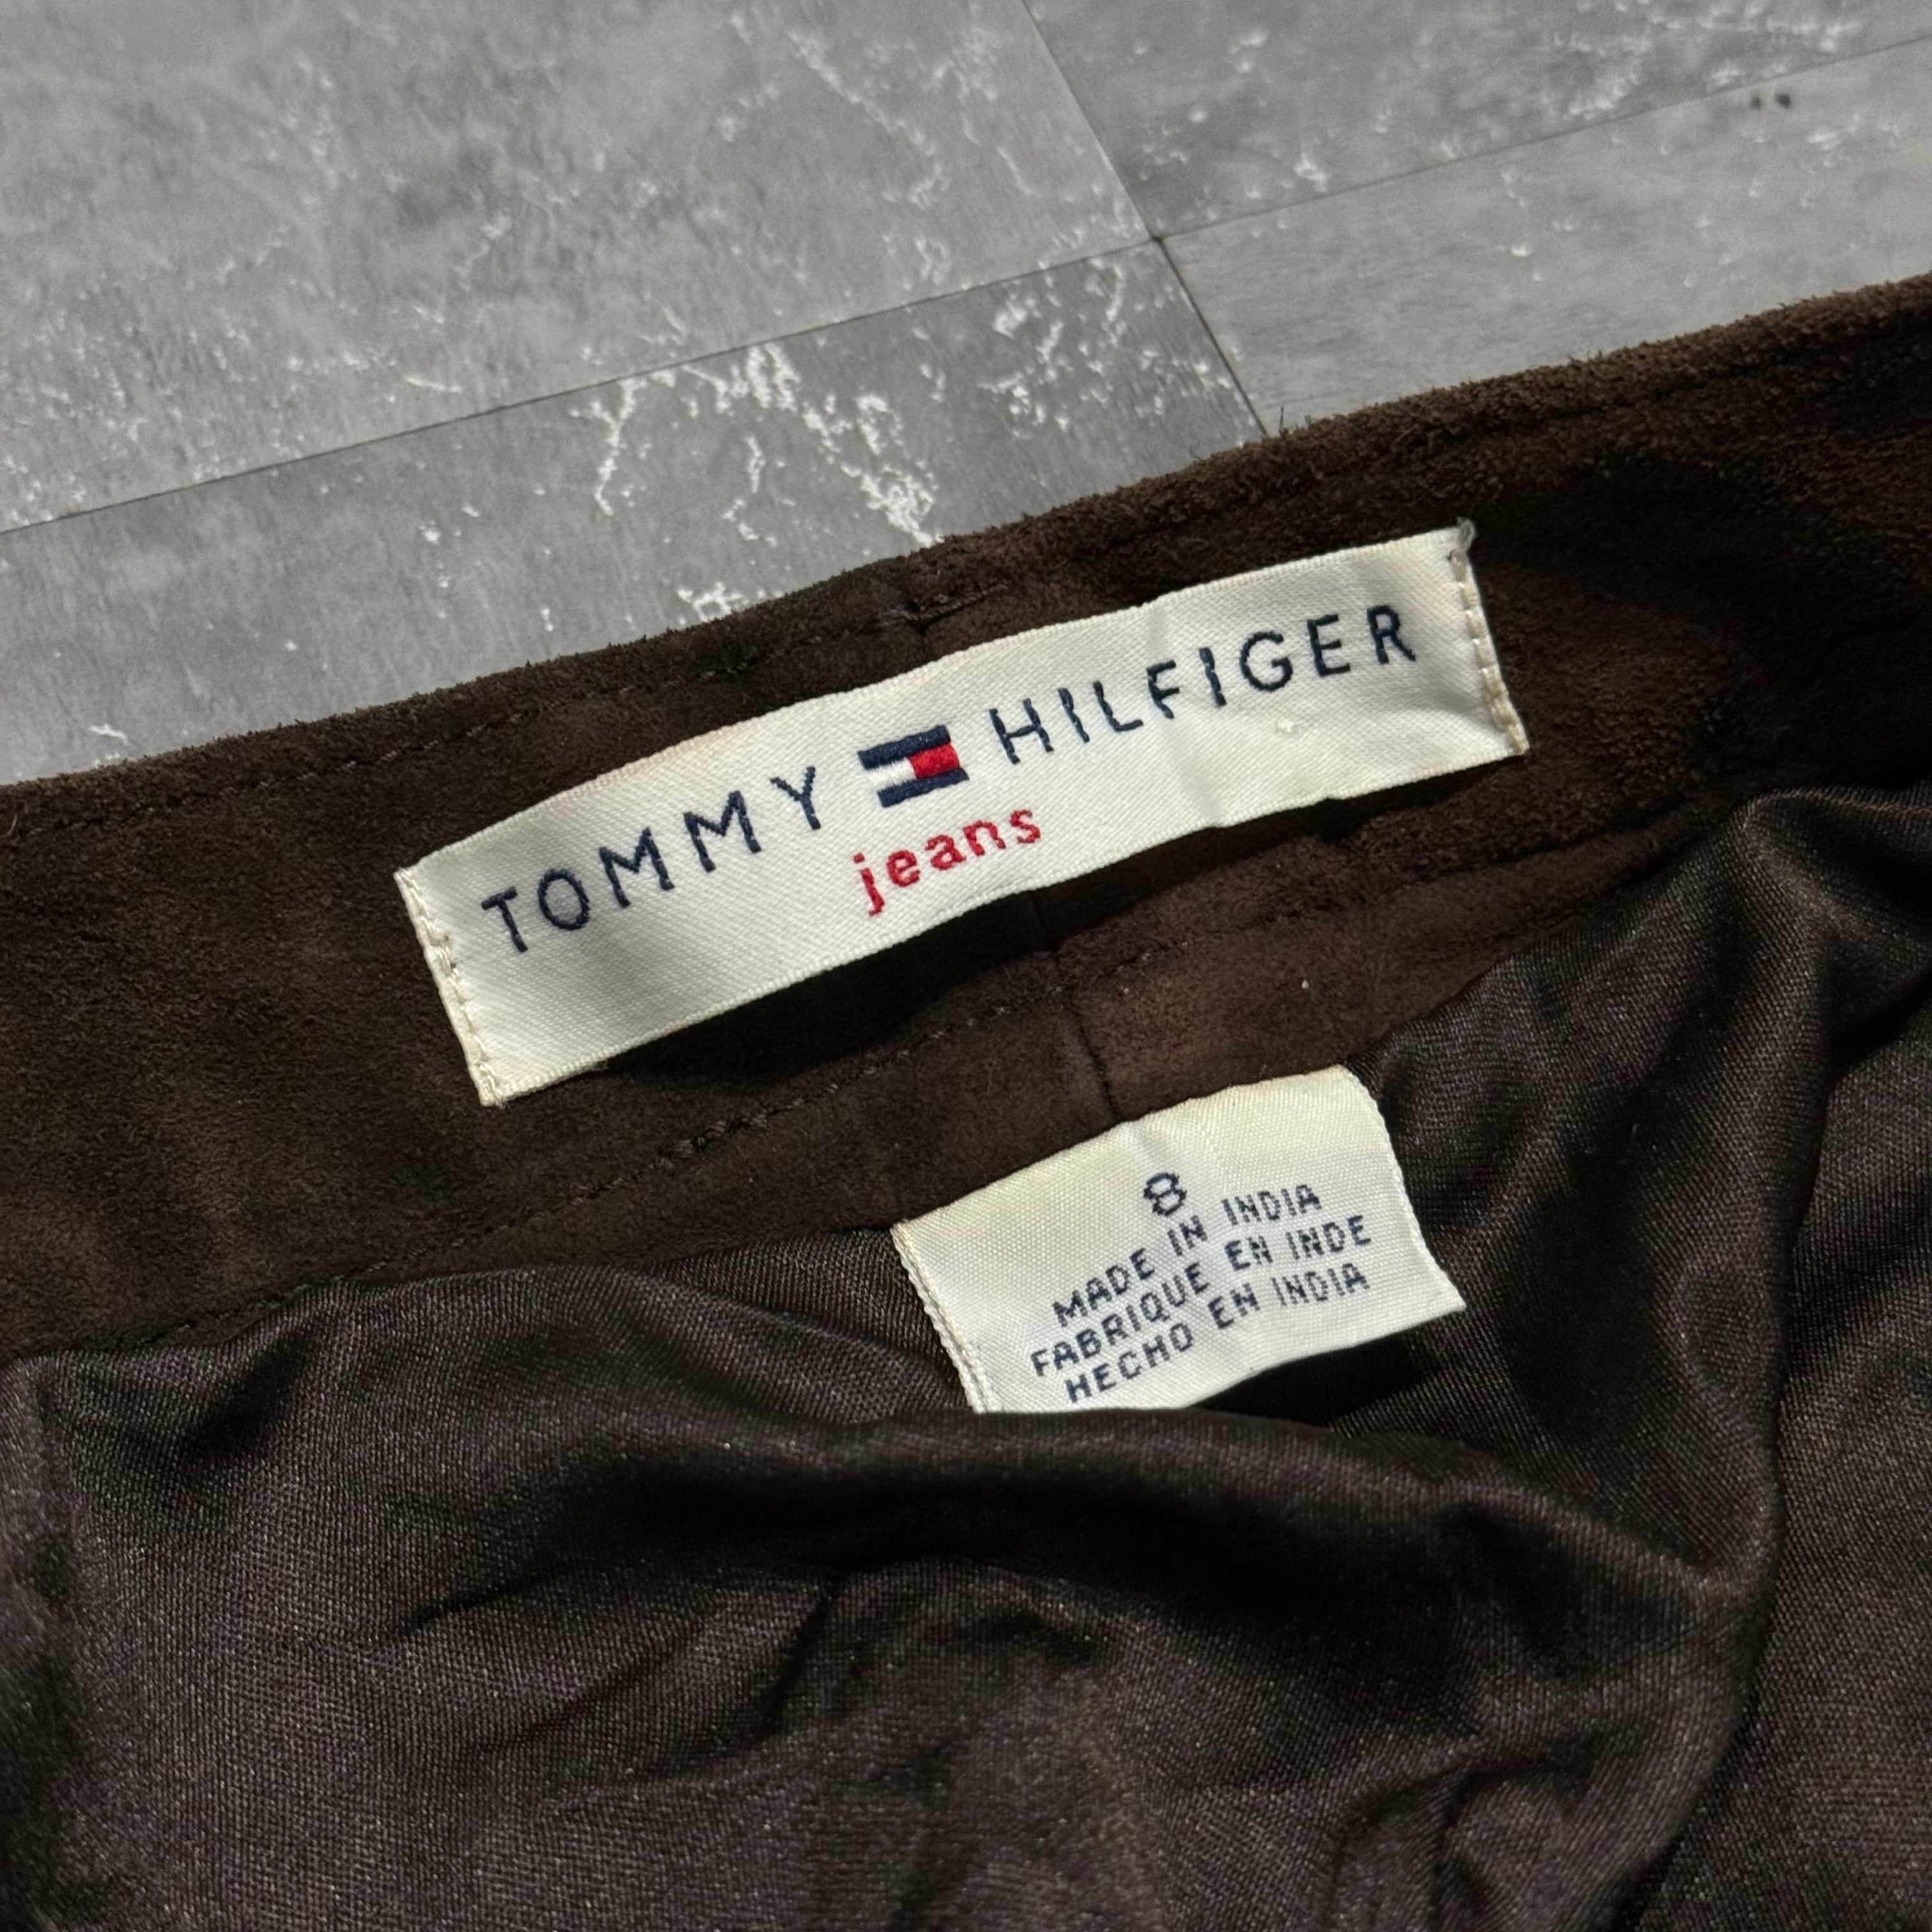 TOMMY HILFIGER
jeans
8
MADE IN INDIA
FABRIQUE EN INDE
HECHO EN INDIA